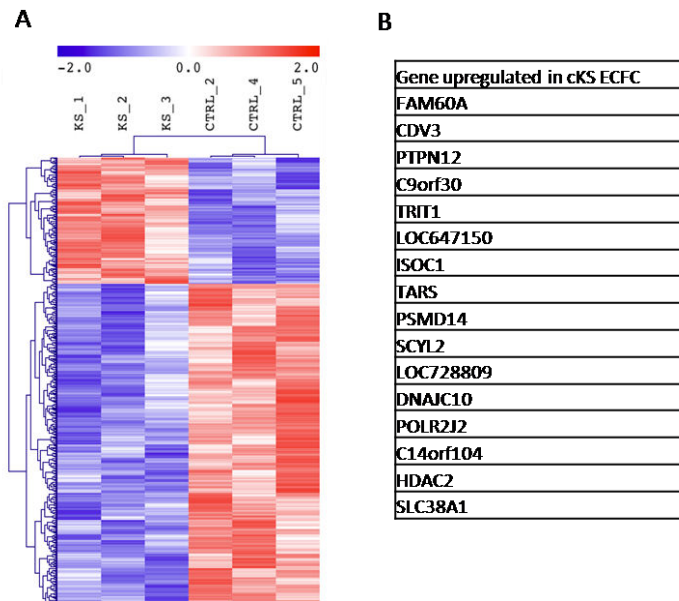 A
-2.0 0.0 2.0
KS_1
KS_2
KS_3
CTRL_2
CTRL_4
CTRL_5
B
Gene upregulated in cKS ECFC
FAM60A
CDV3
PTPN12
C9orf30
TRIT1
LOC647150
ISOC1
TARS
PSMD14
SCYL2
LOC728809
DNAJC10
POLR2J2
C14orf104
HDAC2
SLC38A1